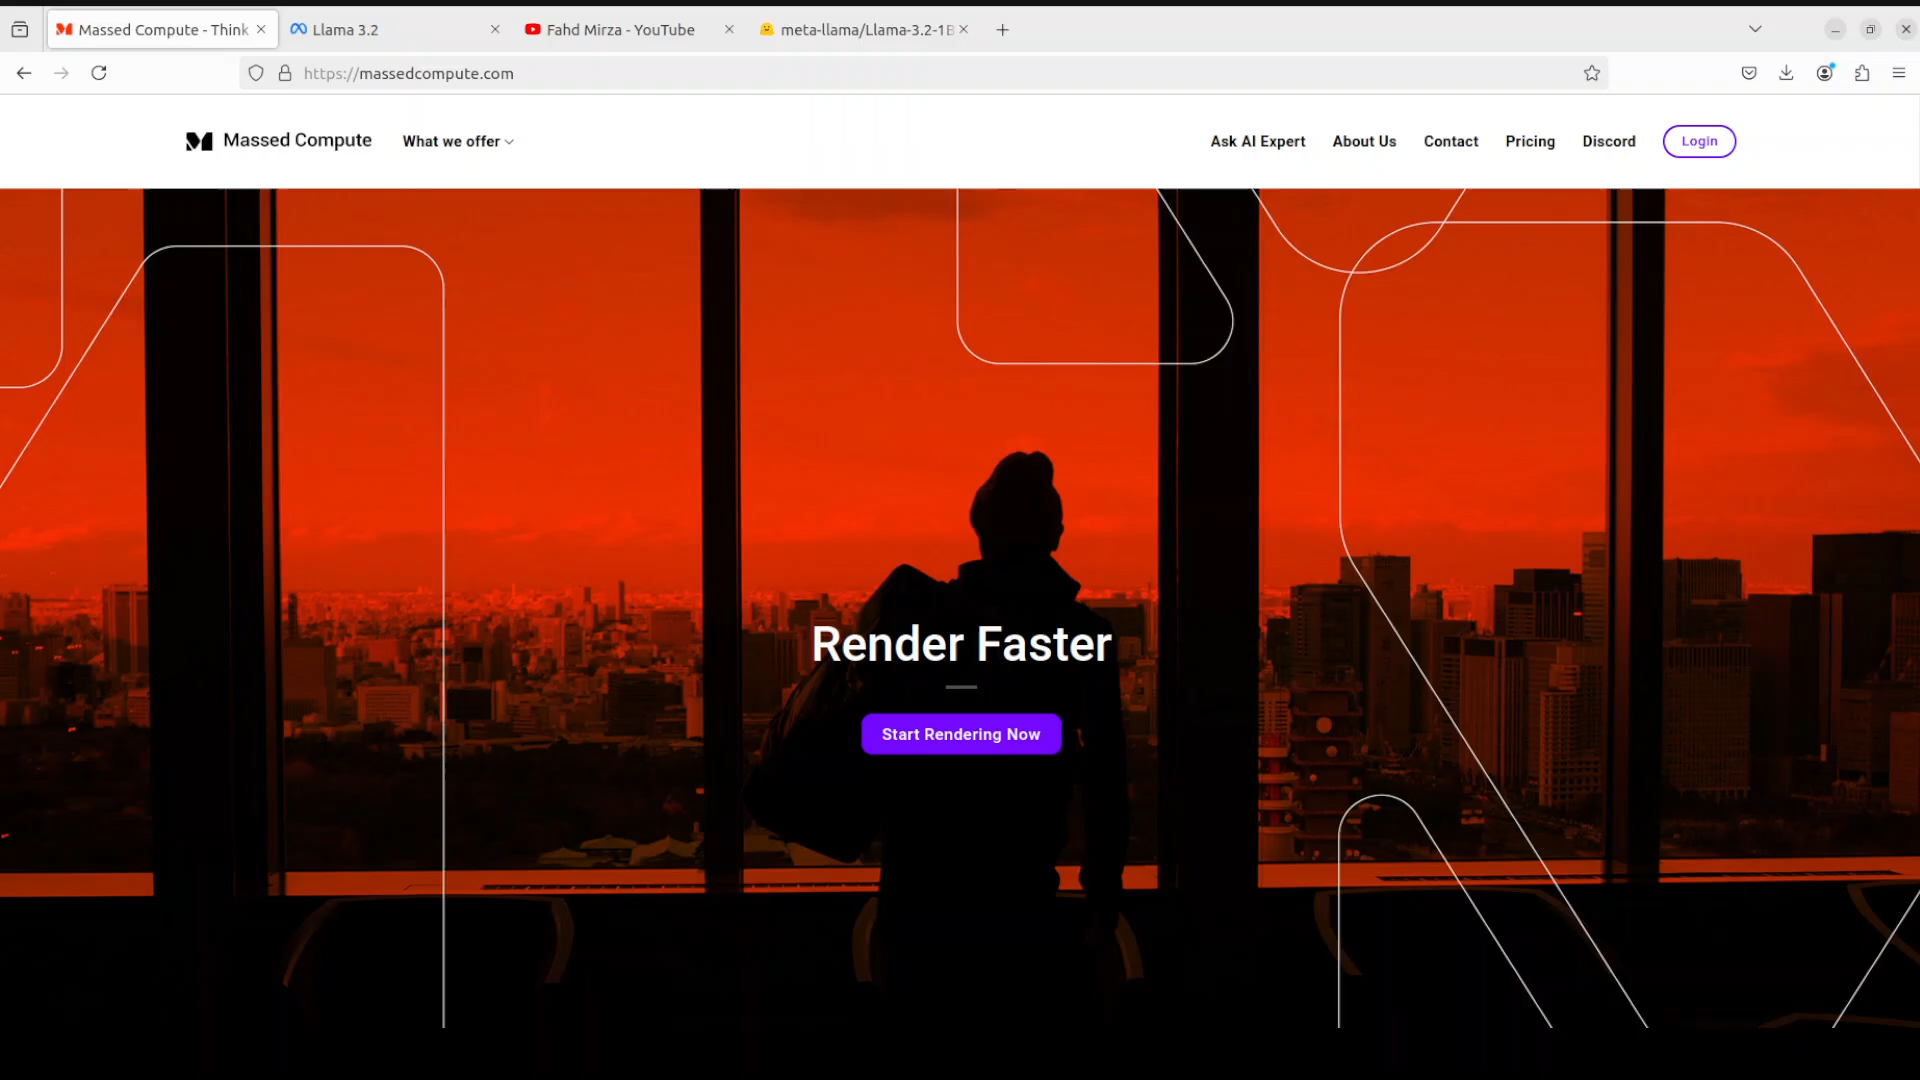 Massed Compute - Think
Llama 3.2
Fahd Mirza - YouTube
meta-llama/Llama-3.2-1B
https://massedcompute.com
Massed Compute
What we offer
Ask AI Expert
About Us
Contact
Pricing
Discord
Login
Render Faster
Start Rendering Now